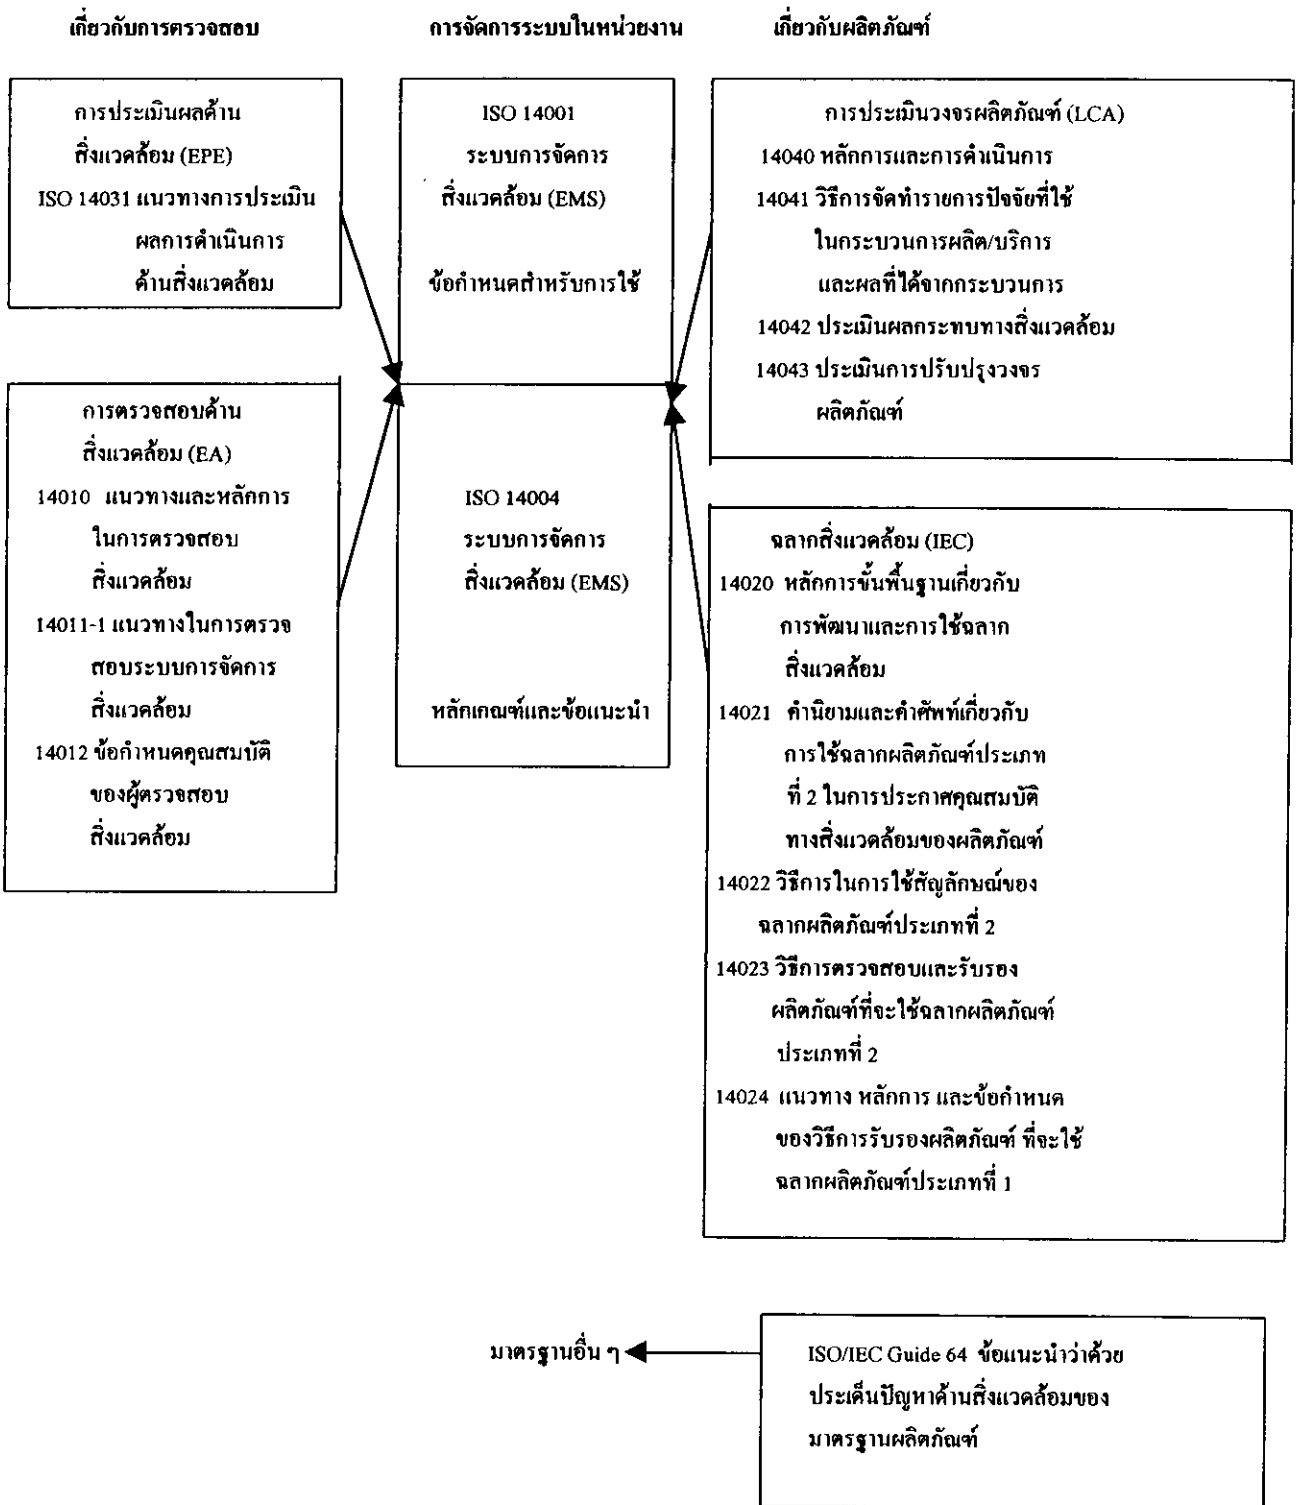 เกี่ยวกับการตรวจสอบ
การจัดการระบบในหน่วยงาน
เกี่ยวกับผลิตภัณฑ์
การประเมินผลด้าน
สิ่งแวดล้อม (EPE)
ISO 14031 แนวทางการประเมิน
ผลการดำเนินการ
ด้านสิ่งแวดล้อม
การตรวจสอบด้าน
สิ่งแวดล้อม (EA)
14010 แนวทางและหลักการ
ในการตรวจสอบ
สิ่งแวดล้อม
14011-1 แนวทางในการตรวจ
สอบระบบการจัดการ
สิ่งแวดล้อม
14012 ข้อกำหนดคุณสมบัติ
ของผู้ตรวจสอบ
สิ่งแวดล้อม
ISO 14001
ระบบการจัดการ
สิ่งแวดล้อม (EMS)
ข้อกำหนดสำหรับการใช้
ISO 14004
ระบบการจัดการ
สิ่งแวดล้อม (EMS)
หลักเกณฑ์และข้อแนะนำ
การประเมินวงจรผลิตภัณฑ์ (LCA)
14040 หลักการและการดำเนินการ
14041 วิธีการจัดทำรายการปัจจัยที่ใช้
ในกระบวนการผลิต/บริการ
และผลที่ได้จากกระบวนการ
14042 ประเมินผลกระทบทางสิ่งแวดล้อม
14043 ประเมินการปรับปรุงวงจร
ผลิตภัณฑ์
ฉลากสิ่งแวดล้อม (IEC)
14020 หลักการขั้นพื้นฐานเกี่ยวกับ
การพัฒนาและการใช้ฉลาก
สิ่งแวดล้อม
14021 คำนิยามและคำศัพท์เกี่ยวกับ
การใช้ฉลากผลิตภัณฑ์ประเภท
ที่ 2 ในการประกาศคุณสมบัติ
ทางสิ่งแวดล้อมของผลิตภัณฑ์
14022 วิธีการในการใช้สัญลักษณ์ของ
ฉลากผลิตภัณฑ์ประเภทที่ 2
14023 วิธีการตรวจสอบและรับรอง
ผลิตภัณฑ์ที่จะใช้ฉลากผลิตภัณฑ์
ประเภทที่ 2
14024 แนวทาง หลักการ และข้อกำหนด
ของวิธีการรับรองผลิตภัณฑ์ ที่จะใช้
ฉลากผลิตภัณฑ์ประเภทที่ 1
มาตรฐานอื่น ๆ
ISO/IEC Guide 64 ข้อแนะนำว่าด้วย
ประเด็นปัญหาด้านสิ่งแวดล้อมของ
มาตรฐานผลิตภัณฑ์